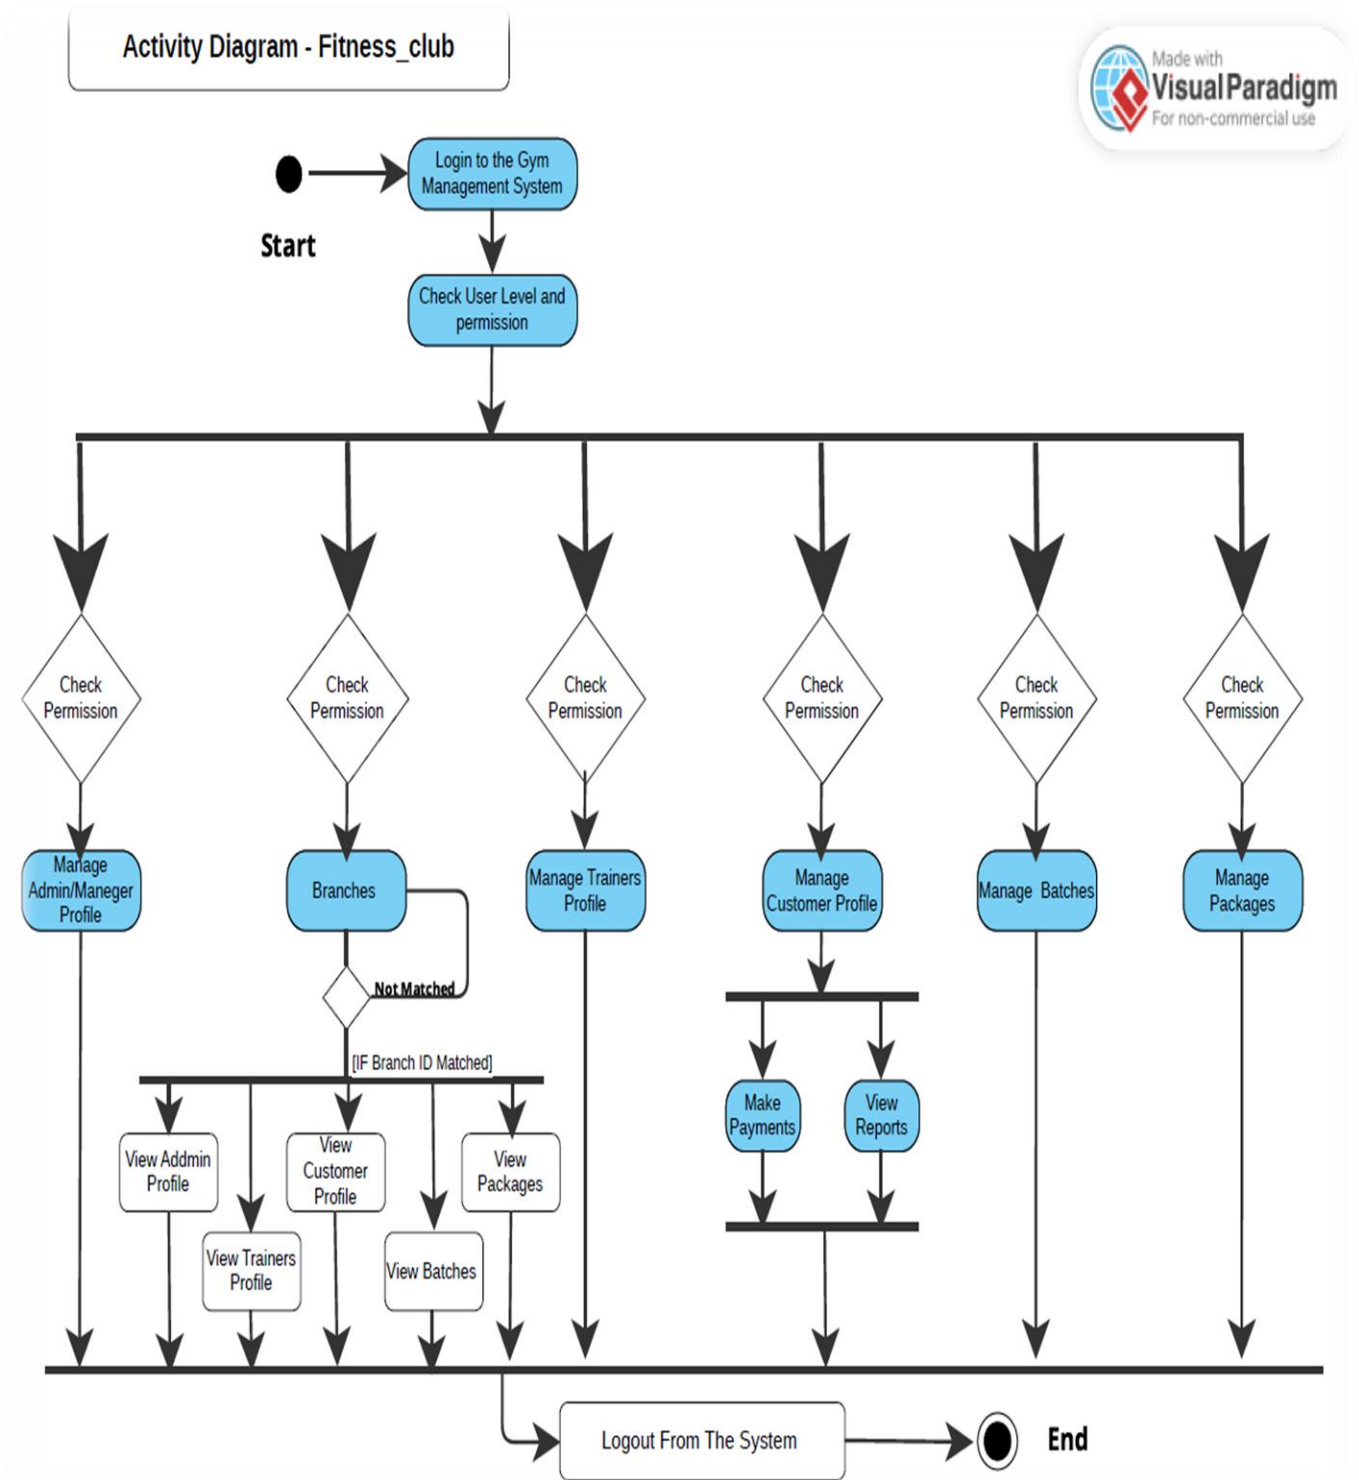 Activity Diagram - Fitness_club
Made with
VisualParadigm
For non-commercial use
Login to the Gym
Management System
Start
Check User Level and
permission
Check
Permission
Check
Permission
Check
Permission
Check
Permission
Check
Permission
Check
Permission
Manage
Admin/Maneger
Profile
Branches
Manage Trainers
Profile
Manage
Customer Profile
Manage Batches
Manage
Packages
Not Matched
[IF Branch ID Matched]
Make
Payments
View
Reports
View Addmin
Profile
View
Customer
Profile
View
Packages
View Trainers
Profile
View Batches
Logout From The System
End